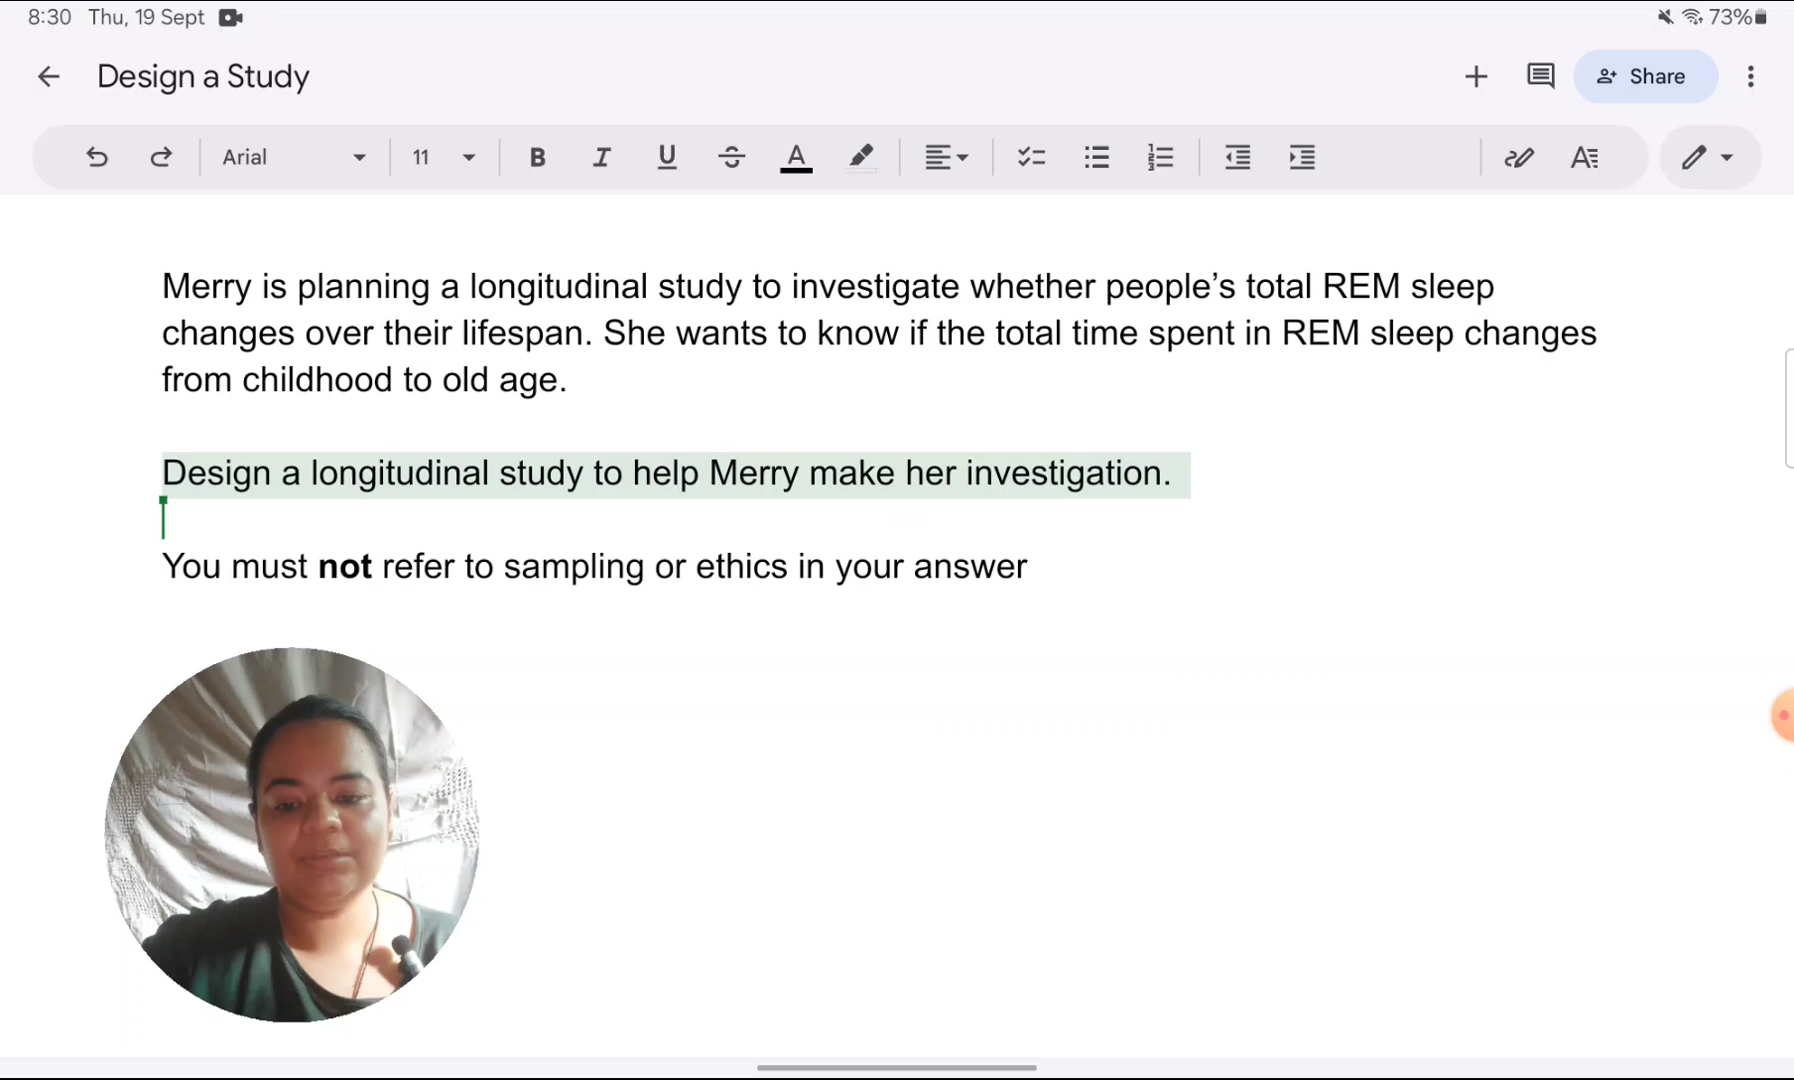 8:30 Thu, 19 Sept 73%
Design a Study
Share
Arial 11 B I U S A
Merry is planning a longitudinal study to investigate whether people’s total REM sleep
changes over their lifespan. She wants to know if the total time spent in REM sleep changes
from childhood to old age.
Design a longitudinal study to help Merry make her investigation.
You must not refer to sampling or ethics in your answer